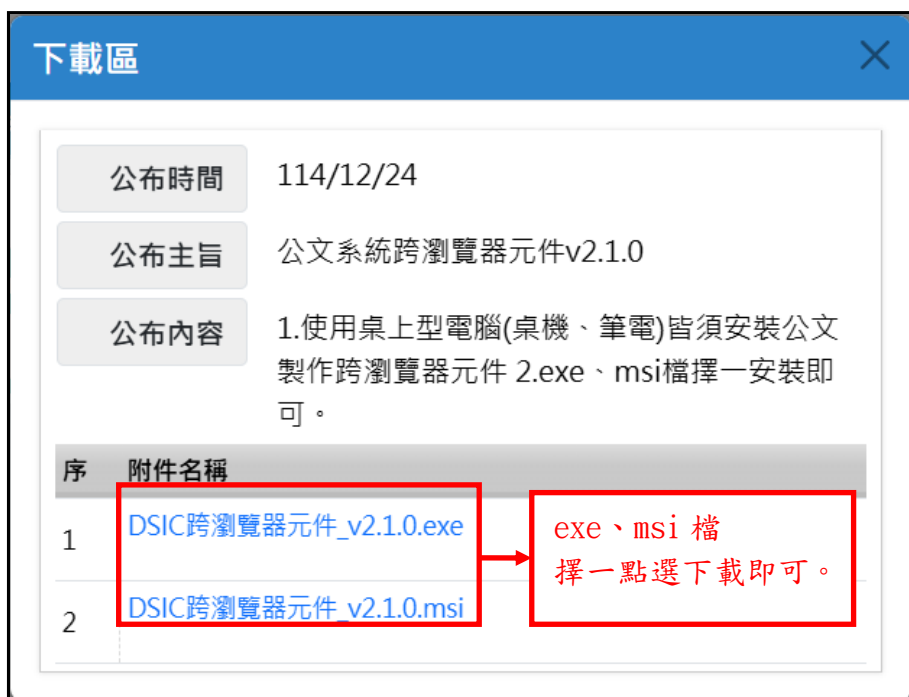 下載區
公布時間 114/12/24
公布主旨 公文系統跨瀏覽器元件v2.1.0
公布內容 1.使用桌上型電腦(桌機、筆電)皆須安裝公文
製作跨瀏覽器元件 2.exe、msi檔擇一安裝即
可。
序 附件名稱
1 DSIC跨瀏覽器元件_v2.1.0.exe
2 DSIC跨瀏覽器元件_v2.1.0.msi
exe、msi 檔
擇一點選下載即可。